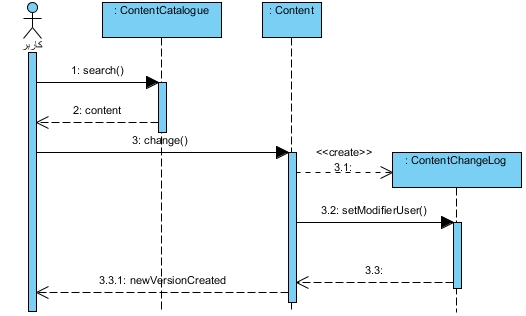 : ContentCatalogue
: Content
کاربر
1: search()
2: content
3: change()
<<create>>
3.1:
: ContentChangeLog
3.2: setModifierUser()
3.3:
3.3.1: newVersionCreated